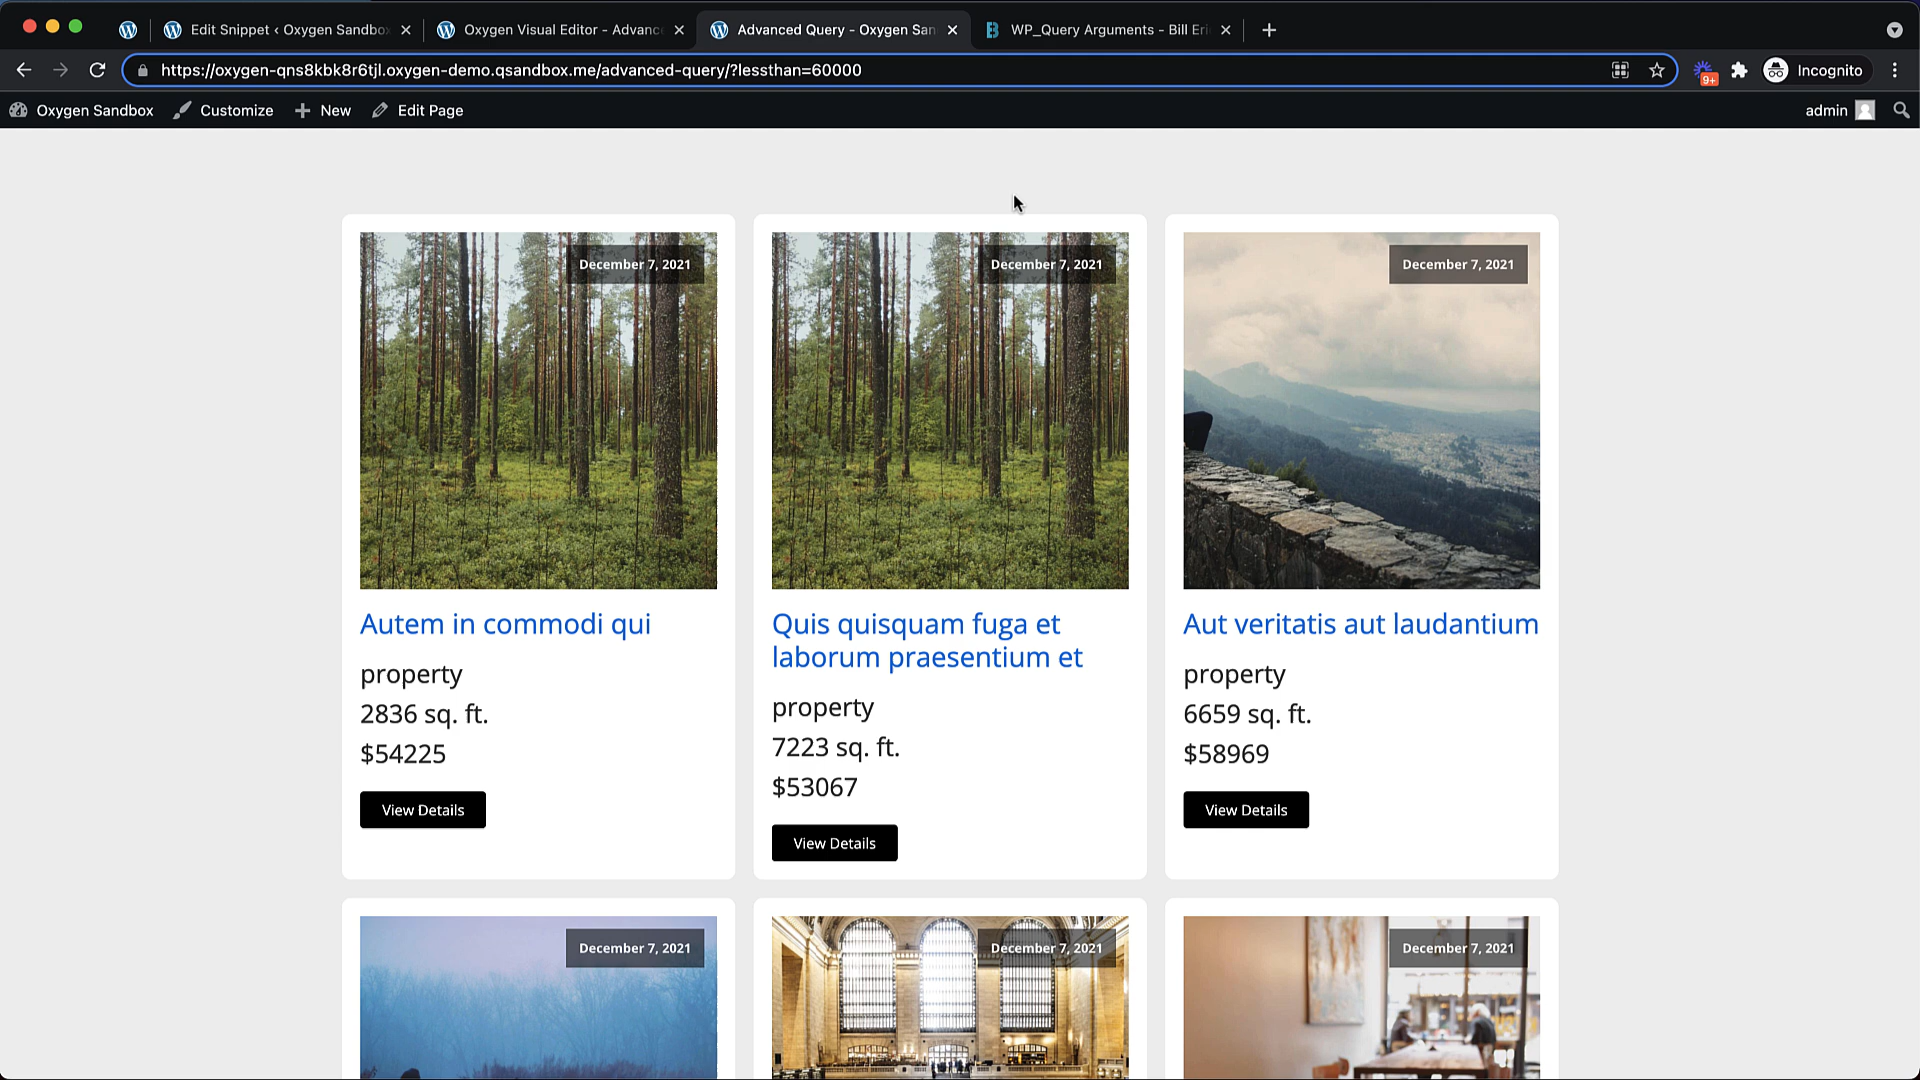 Edit Snippet ‹ Oxygen Sandbo
Oxygen Visual Editor - Advanc
Advanced Query - Oxygen San
WP_Query Arguments - Bill Eri
https://oxygen-qns8kbk8r6tjl.oxygen-demo.qsandbox.me/advanced-query/?lessthan=60000
9+
Incognito
Oxygen Sandbox
Customize
New
Edit Page
admin
December 7, 2021
December 7, 2021
December 7, 2021
Autem in commodi qui
property
2836 sq. ft.
$54225
View Details
Quis quisquam fuga et
laborum praesentium et
property
7223 sq. ft.
$53067
View Details
Aut veritatis aut laudantium
property
6659 sq. ft.
$58969
View Details
December 7, 2021
December 7, 2021
December 7, 2021